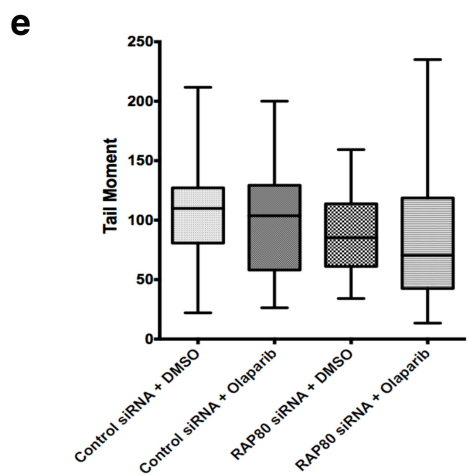 e
250
200
150
100
50
0
Tail Moment
Control siRNA + DMSO
Control siRNA + Olaparib
RAP80 siRNA + DMSO
RAP80 siRNA + Olaparib